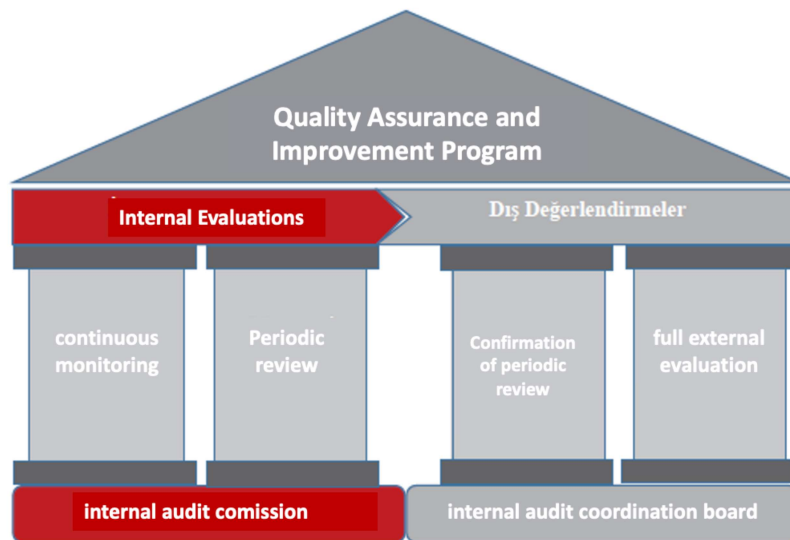 Quality Assurance and
Improvement Program
Internal Evaluations
Dış Değerlendirmeler
continuous
monitoring
Periodic
review
Confirmation
of periodic
review
full external
evaluation
internal audit comission
internal audit coordination board